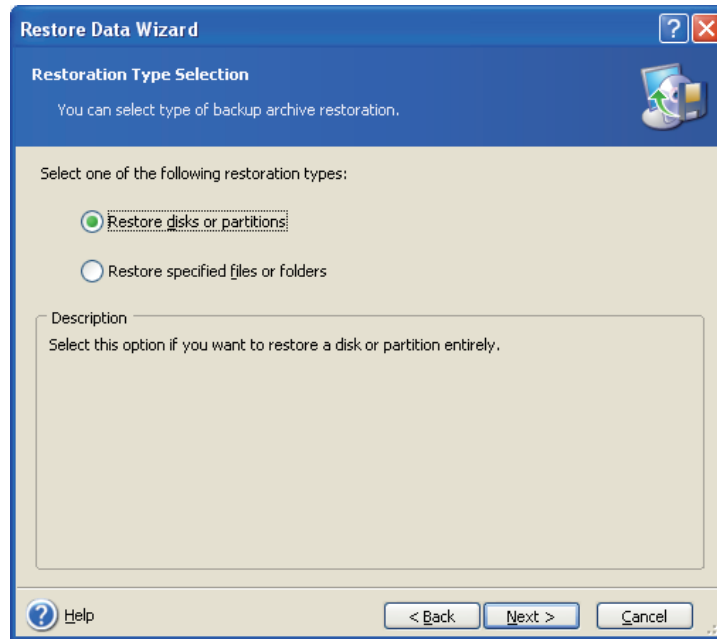 Restore Data Wizard
Restoration Type Selection
You can select type of backup archive restoration.
Select one of the following restoration types:
Restore disks or partitions
Restore specified files or folders
Description
Select this option if you want to restore a disk or partition entirely.
Help
< Back
Next >
Cancel